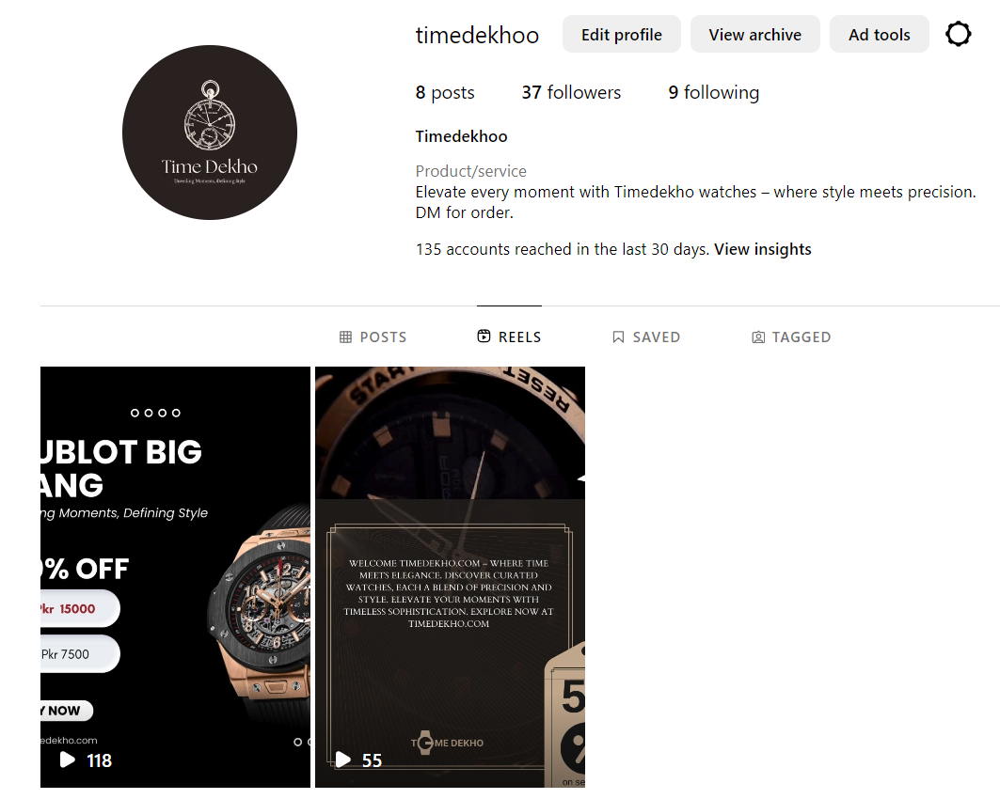 timedekhoo
Edit profile
View archive
Ad tools
8 posts
37 followers
9 following
Time Dekho
Unveiling Moments, Defining Style
Timedekhoo
Product/service
Elevate every moment with Timedekho watches – where style meets precision.
DM for order.
135 accounts reached in the last 30 days. View insights
POSTS
REELS
SAVED
TAGGED
UBLOT BIG
ANG
ng Moments, Defining Style
0% OFF
Pkr 15000
Pkr 7500
Y NOW
edekho.com
118
START
RESET
WELCOME TIMEDEKHO.COM – WHERE TIME
MEETS ELEGANCE. DISCOVER CURATED
WATCHES, EACH A BLEND OF PRECISION AND
STYLE. ELEVATE YOUR MOMENTS WITH
TIMELESS SOPHISTICATION. EXPLORE NOW AT
TIMEDEKHO.COM
5
%
on se
TIME DEKHO
55